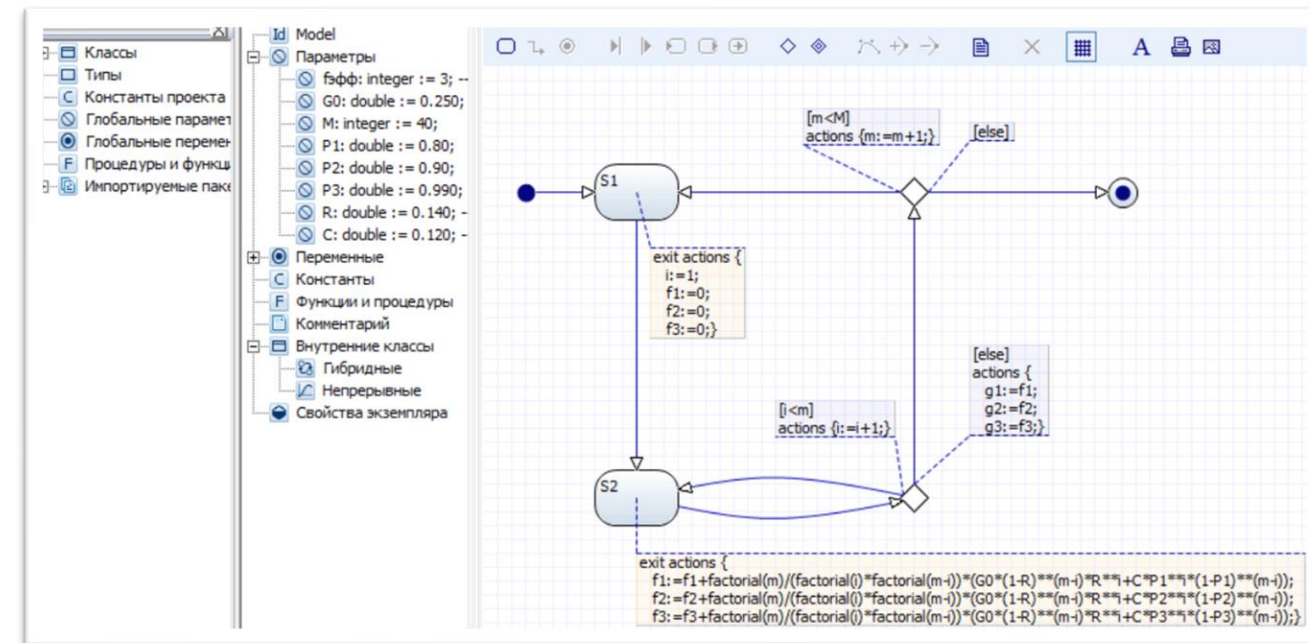 Классы
Типы
Константы проекта
Глобальные парамет
Глобальные перемен
Процедуры и функци
Импортируемые паке
Id Model
Параметры
fэфф: integer := 3; --
G0: double := 0.250;
M: integer := 40;
P1: double := 0.80;
P2: double := 0.90;
P3: double := 0.990;
R: double := 0.140; -
C: double := 0.120; -
Переменные
C Константы
F Функции и процедуры
Комментарий
Внутренние классы
Гибридные
Непрерывные
Свойства экземпляра
A
[m<M]
actions {m:=m+1;}
[else]
S1
exit actions {
i:=1;
f1:=0;
f2:=0;
f3:=0;}
[else]
actions {
g1:=f1;
g2:=f2;
g3:=f3;}
[i<m]
actions {i:=i+1;}
S2
exit actions {
f1:=f1+factorial(m)/(factorial(i)*factorial(m-i))*(G0*(1-R)**(m-i)*R**i+C*P1**i*(1-P1)**(m-i));
f2:=f2+factorial(m)/(factorial(i)*factorial(m-i))*(G0*(1-R)**(m-i)*R**i+C*P2**i*(1-P2)**(m-i));
f3:=f3+factorial(m)/(factorial(i)*factorial(m-i))*(G0*(1-R)**(m-i)*R**i+C*P3**i*(1-P3)**(m-i));}